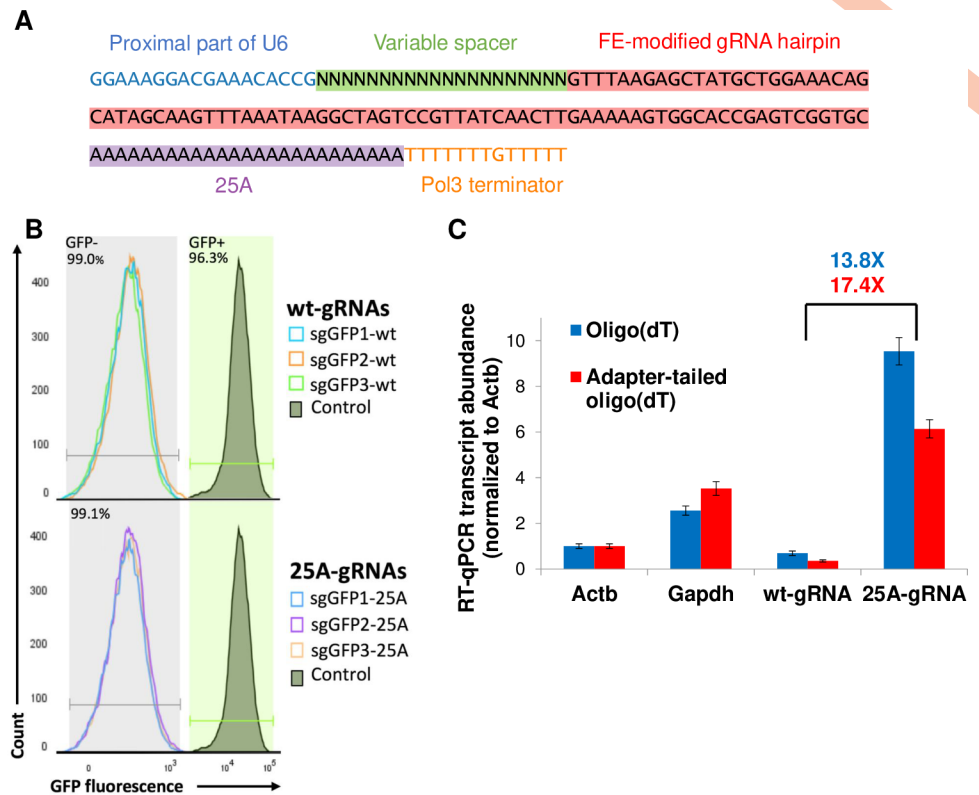 A
Proximal part of U6 Variable spacer FE-modified gRNA hairpin
GGAAAGGACGAAACACCGNNNNNNNNNNNNNNNNNNNNGTTTAAGAGCTATGCTGGAAACAG
CATAGCAAGTTTAAATAAGGCTAGTCCGTTATCAACTTGAAAAAGTGGCACCGAGTCGGTGC
AAAAAAAAAAAAAAAAAAAAAAAAATTTTTTTGTTTTT
25A Pol3 terminator
B
GFP-
99.0%
GFP+
96.3%
400
300
200
100
0
wt-gRNAs
sgGFP1-wt
sgGFP2-wt
sgGFP3-wt
Control
99.1%
400
300
200
100
0
25A-gRNAs
sgGFP1-25A
sgGFP2-25A
sgGFP3-25A
Control
Count
0 10³ 10⁴ 10⁵
GFP fluorescence
C
13.8X
17.4X
Oligo(dT)
Adapter-tailed
oligo(dT)
RT-qPCR transcript abundance
(normalized to Actb)
10
8
6
4
2
0
Actb Gapdh wt-gRNA 25A-gRNA